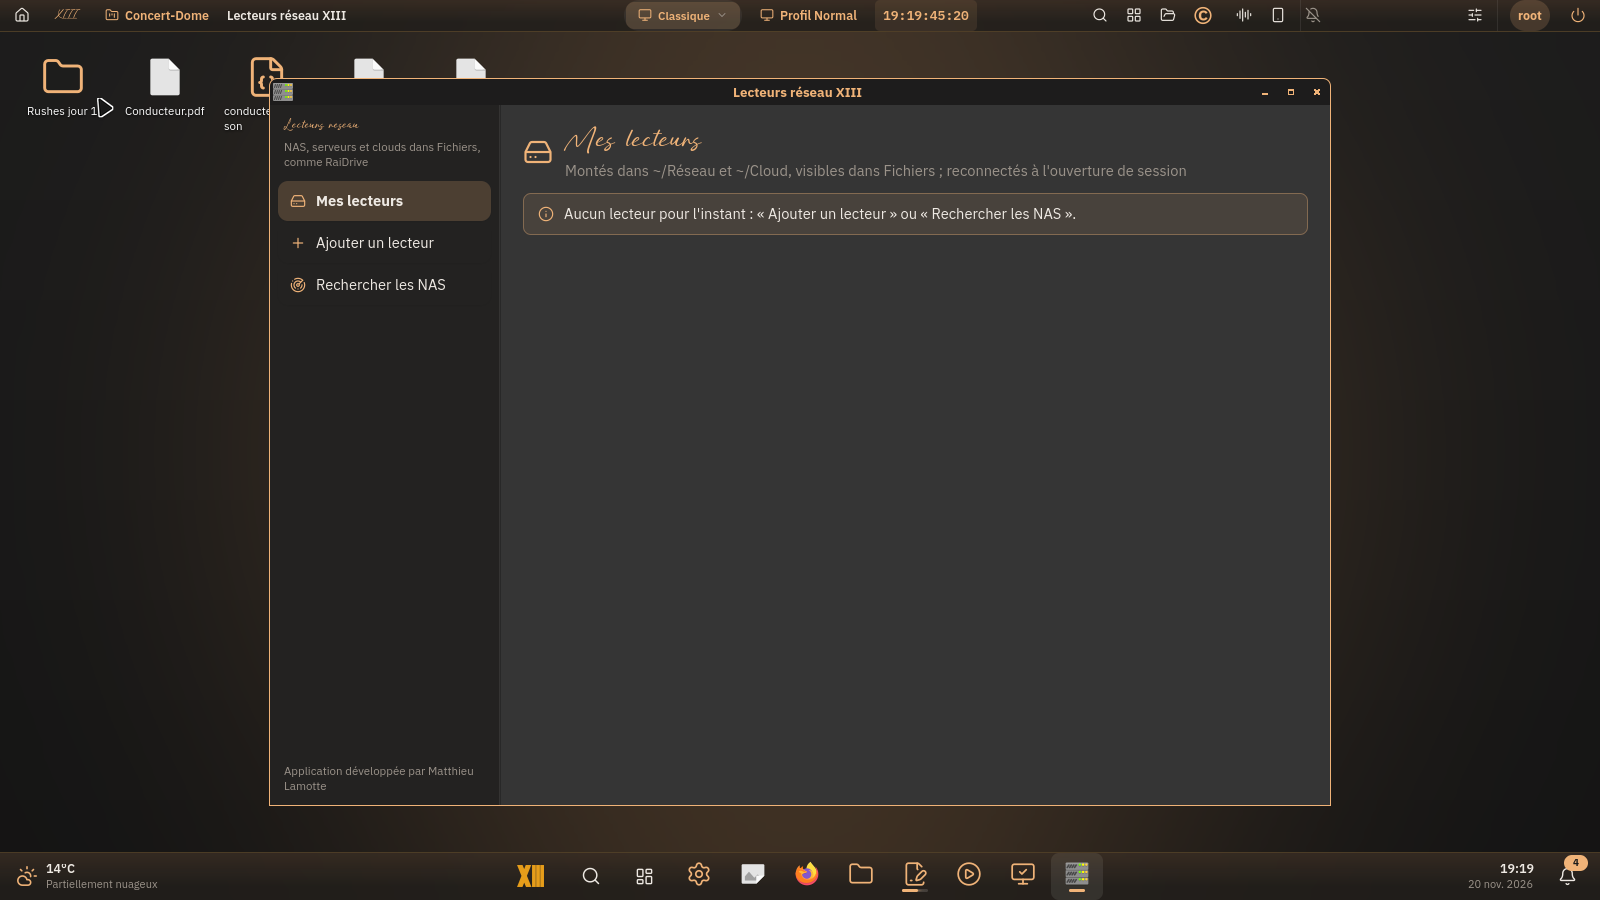 XIII
Concert-Dome
Lecteurs réseau XIII
Classique
Profil Normal
19:19:45:20
root
Rushes jour 1
Conducteur.pdf
conducte
son
Lecteurs réseau XIII
Lecteurs réseau
NAS, serveurs et clouds dans Fichiers,
comme RaiDrive
Mes lecteurs
Ajouter un lecteur
Rechercher les NAS
Mes lecteurs
Montés dans ~/Réseau et ~/Cloud, visibles dans Fichiers ; reconnectés à l'ouverture de session
Aucun lecteur pour l'instant : « Ajouter un lecteur » ou « Rechercher les NAS ».
Application développée par Matthieu
Lamotte
14°C
Partiellement nuageux
XIII
19:19
20 nov. 2026
4